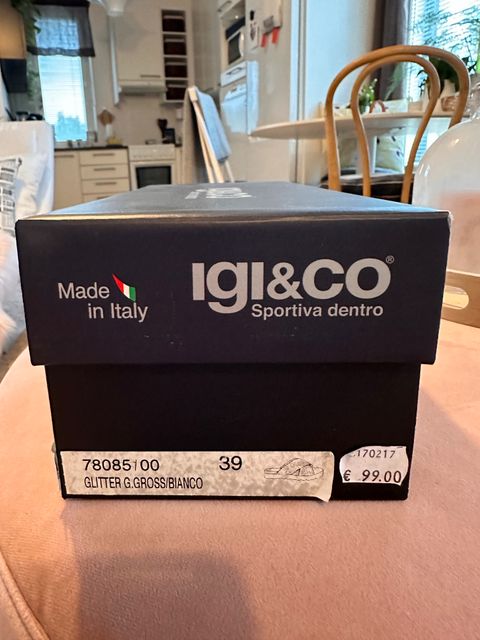 Made
in Italy
IGI&CO®
Sportiva dentro
78085/00 39
GLITTER G.GROSS/BIANCO
170217
€ 99.00